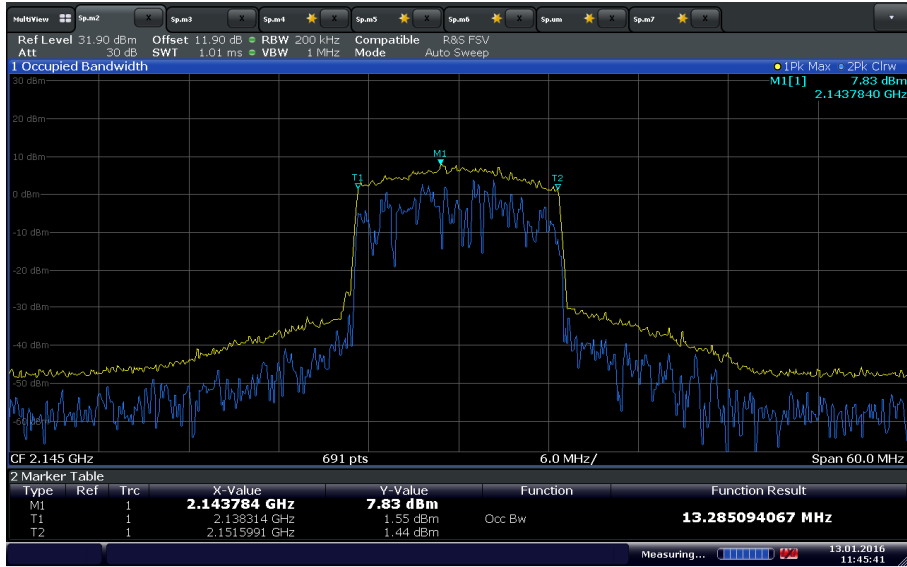 MultiView Sp.m2 x Sp.m3 x Sp.m4 x Sp.m5 x Sp.m6 x Sp.um x Sp.m7 x
Ref Level 31.90 dBm Offset 11.90 dB RBW 200 kHz Compatible R&S FSV
Att 30 dB SWT 1.01 ms VBW 1 MHz Mode Auto Sweep
1 Occupied Bandwidth 1Pk Max 2Pk Clrw
30 dBm
M1[1] 7.83 dBm
2.1437840 GHz
20 dBm
10 dBm
M1
T1 T2
0 dBm
-10 dBm
-20 dBm
-30 dBm
-40 dBm
-50 dBm
-60 dBm
CF 2.145 GHz 691 pts 6.0 MHz/ Span 60.0 MHz
2 Marker Table
Type Ref Trc X-Value Y-Value Function Function Result
M1 1 2.143784 GHz 7.83 dBm
T1 1 2.138314 GHz 1.55 dBm Occ Bw 13.285094067 MHz
T2 1 2.1515991 GHz 1.44 dBm
Measuring... 13.01.2016
11:45:41